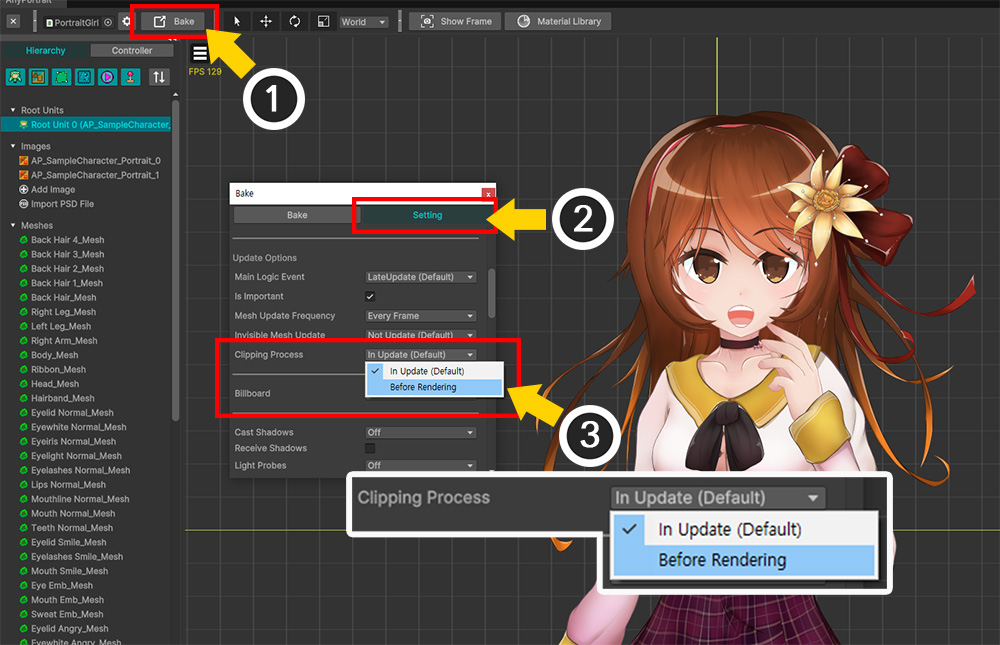 AnyPortrait
PortraitGirl
Bake
World
Show Frame
Material Library
Hierarchy
Controller
FPS 129
1
Root Units
Root Unit 0 (AP_SampleCharacter_
Images
AP_SampleCharacter_Portrait_0
AP_SampleCharacter_Portrait_1
Add Image
Import PSD File
Meshes
Back Hair 4_Mesh
Back Hair 3_Mesh
Back Hair 2_Mesh
Back Hair 1_Mesh
Back Hair_Mesh
Right Leg_Mesh
Left Leg_Mesh
Right Arm_Mesh
Body_Mesh
Ribbon_Mesh
Head_Mesh
Hairband_Mesh
Eyelid Normal_Mesh
Eyewhite Normal_Mesh
Eyeiris Normal_Mesh
Eyelight Normal_Mesh
Eyelashes Normal_Mesh
Lips Normal_Mesh
Mouthline Normal_Mesh
Mouth Normal_Mesh
Teeth Normal_Mesh
Eyelid Smile_Mesh
Eyelashes Smile_Mesh
Mouth Smile_Mesh
Eye Emb_Mesh
Mouth Emb_Mesh
Sweat Emb_Mesh
Eyelid Angry_Mesh
Eyewhite Angry_Mesh
Bake
x
Bake
Setting
2
Update Options
Main Logic Event
LateUpdate (Default)
Is Important
Mesh Update Frequency
Every Frame
Invisible Mesh Update
Not Update (Default)
Clipping Process
In Update (Default)
In Update (Default)
Before Rendering
Billboard
3
Cast Shadows
Off
Receive Shadows
Light Probes
Off
Clipping Process
In Update (Default)
In Update (Default)
Before Rendering